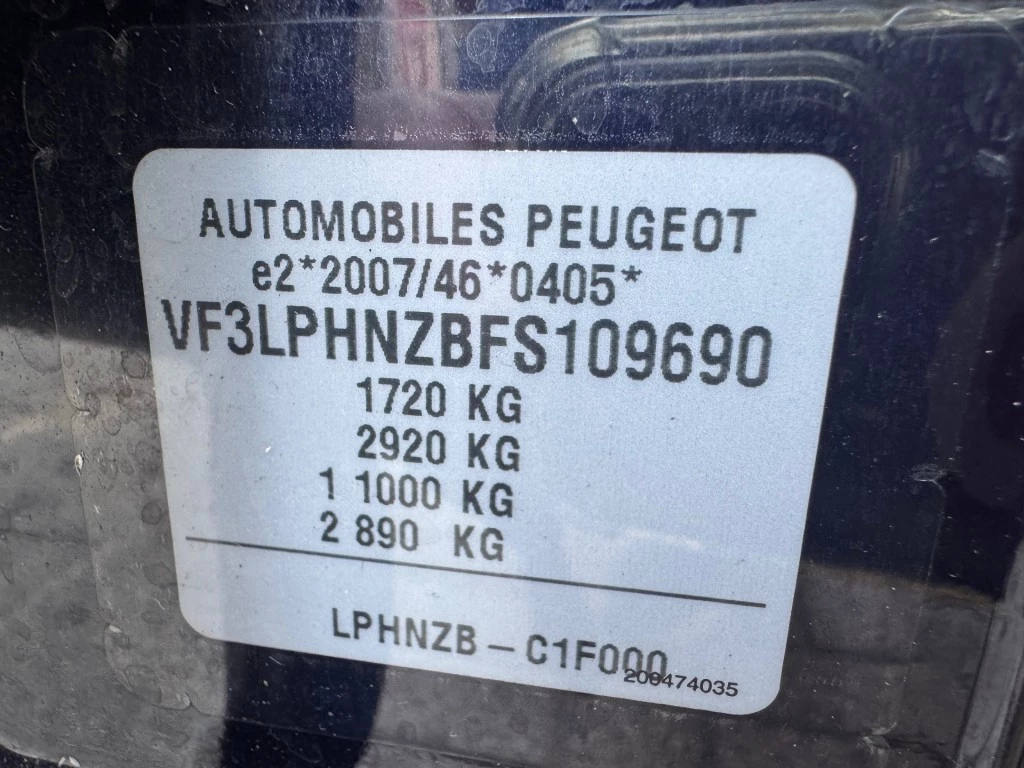 AUTOMOBILES PEUGEOT
e2*2007/46*0405*
VF3LPHNZBFS109690
1720 KG
2920 KG
1 1000 KG
2 890 KG
LPHNZB – C1F000
200474035